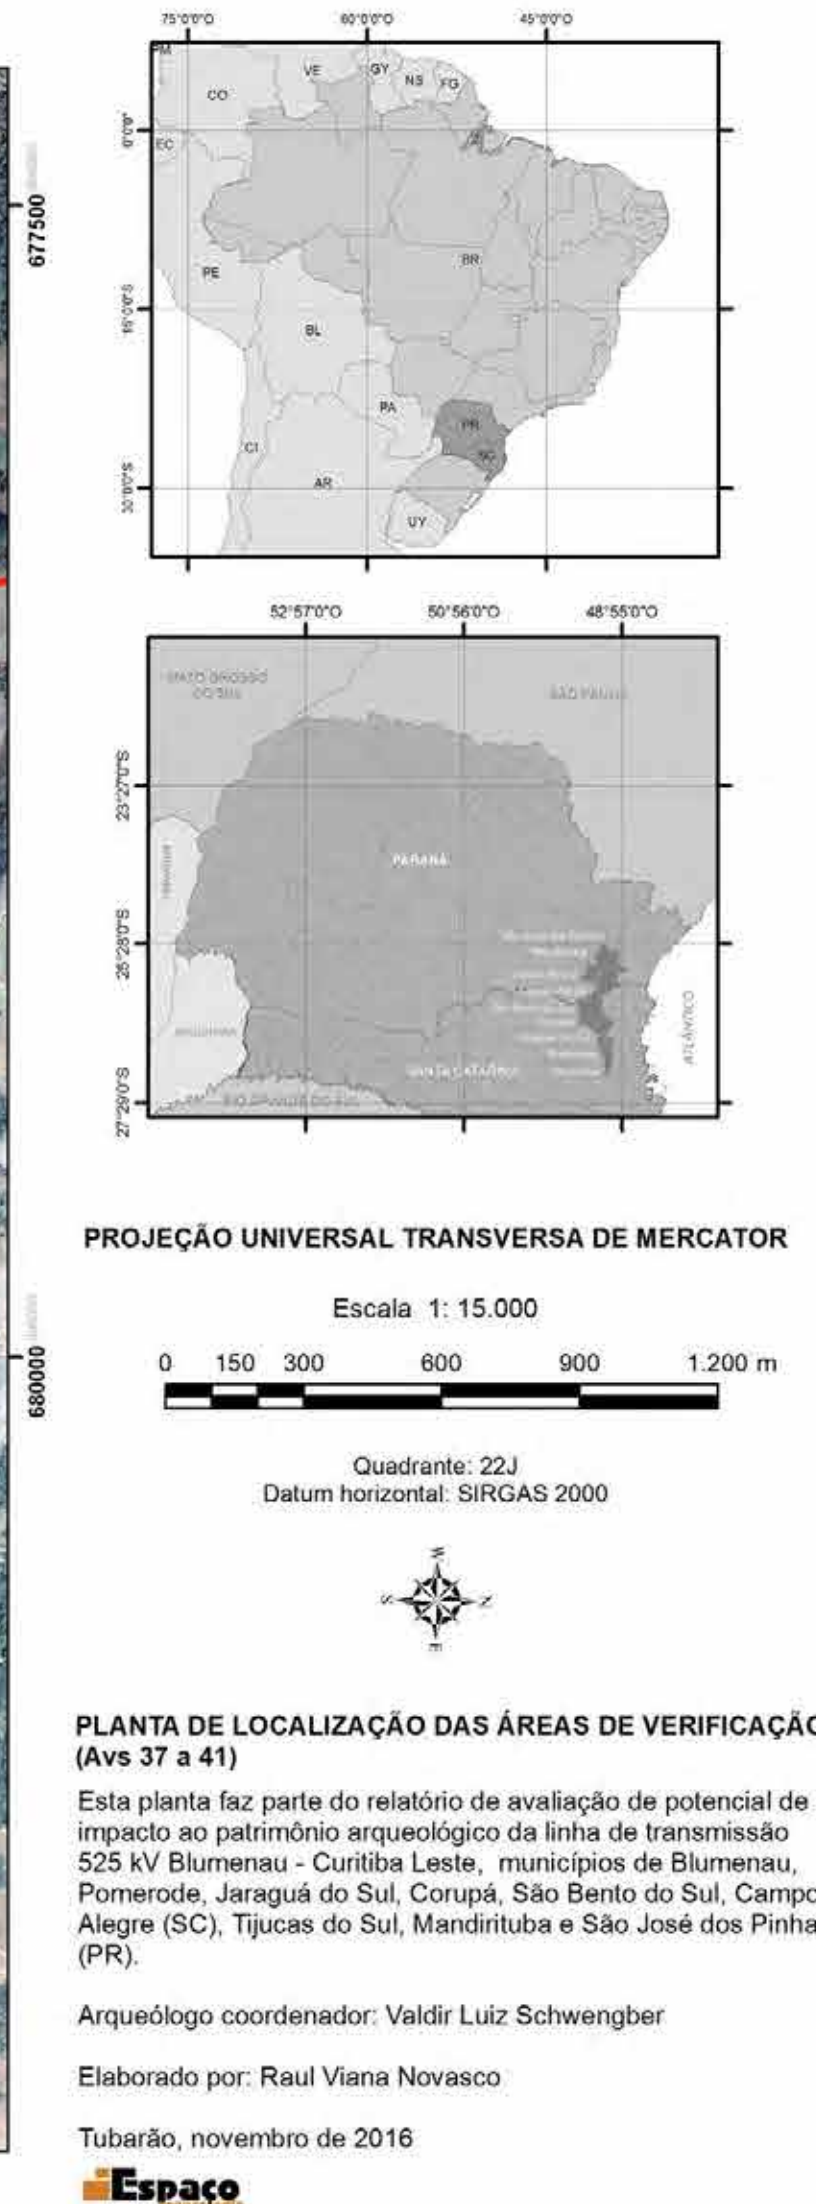 75°0'0"O 60°0'0"O 45°0'0"O
VE GY NS FG
CO
0°0'0"
EC
677500
PE BR
15°0'0"S
BL
PA
PR
CI SC
AR
30°0'0"S
UY
52°57'0"O 50°56'0"O 48°55'0"O
MATO GROSSO
DO SUL
SÃO PAULO
23°27'0"S
PARANÁ
25°28'0"S
ATLÂNTICO
SANTA CATARINA
RIO GRANDE DO SUL
27°29'0"S
PROJEÇÃO UNIVERSAL TRANSVERSA DE MERCATOR
Escala 1: 15.000
680000
0 150 300 600 900 1.200 m
Quadrante: 22J
Datum horizontal: SIRGAS 2000
W
S N
E
PLANTA DE LOCALIZAÇÃO DAS ÁREAS DE VERIFICAÇÃO
(Avs 37 a 41)
Esta planta faz parte do relatório de avaliação de potencial de
impacto ao patrimônio arqueológico da linha de transmissão
525 kV Blumenau - Curitiba Leste, municípios de Blumenau,
Pomerode, Jaraguá do Sul, Corupá, São Bento do Sul, Campo
Alegre (SC), Tijucas do Sul, Mandirituba e São José dos Pinha
(PR).
Arqueólogo coordenador: Valdir Luiz Schwengber
Elaborado por: Raul Viana Novasco
Tubarão, novembro de 2016
Espaço